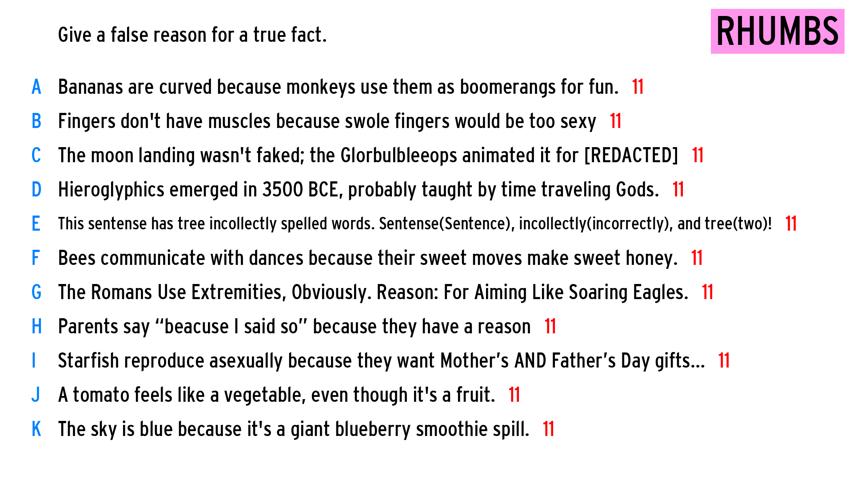 Give a false reason for a true fact.
RHUMBS
A Bananas are curved because monkeys use them as boomerangs for fun. 11
B Fingers don't have muscles because swole fingers would be too sexy 11
C The moon landing wasn't faked; the Glorbulbleeops animated it for [REDACTED] 11
D Hieroglyphics emerged in 3500 BCE, probably taught by time traveling Gods. 11
E This sentense has tree incollectly spelled words. Sentense(Sentence), incollectly(incorrectly), and tree(two)! 11
F Bees communicate with dances because their sweet moves make sweet honey. 11
G The Romans Use Extremities, Obviously. Reason: For Aiming Like Soaring Eagles. 11
H Parents say “beacuse I said so” because they have a reason 11
I Starfish reproduce asexually because they want Mother’s AND Father’s Day gifts... 11
J A tomato feels like a vegetable, even though it's a fruit. 11
K The sky is blue because it's a giant blueberry smoothie spill. 11